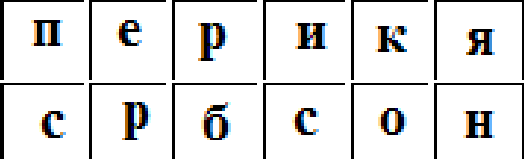 п е р и к я
с р б с о н